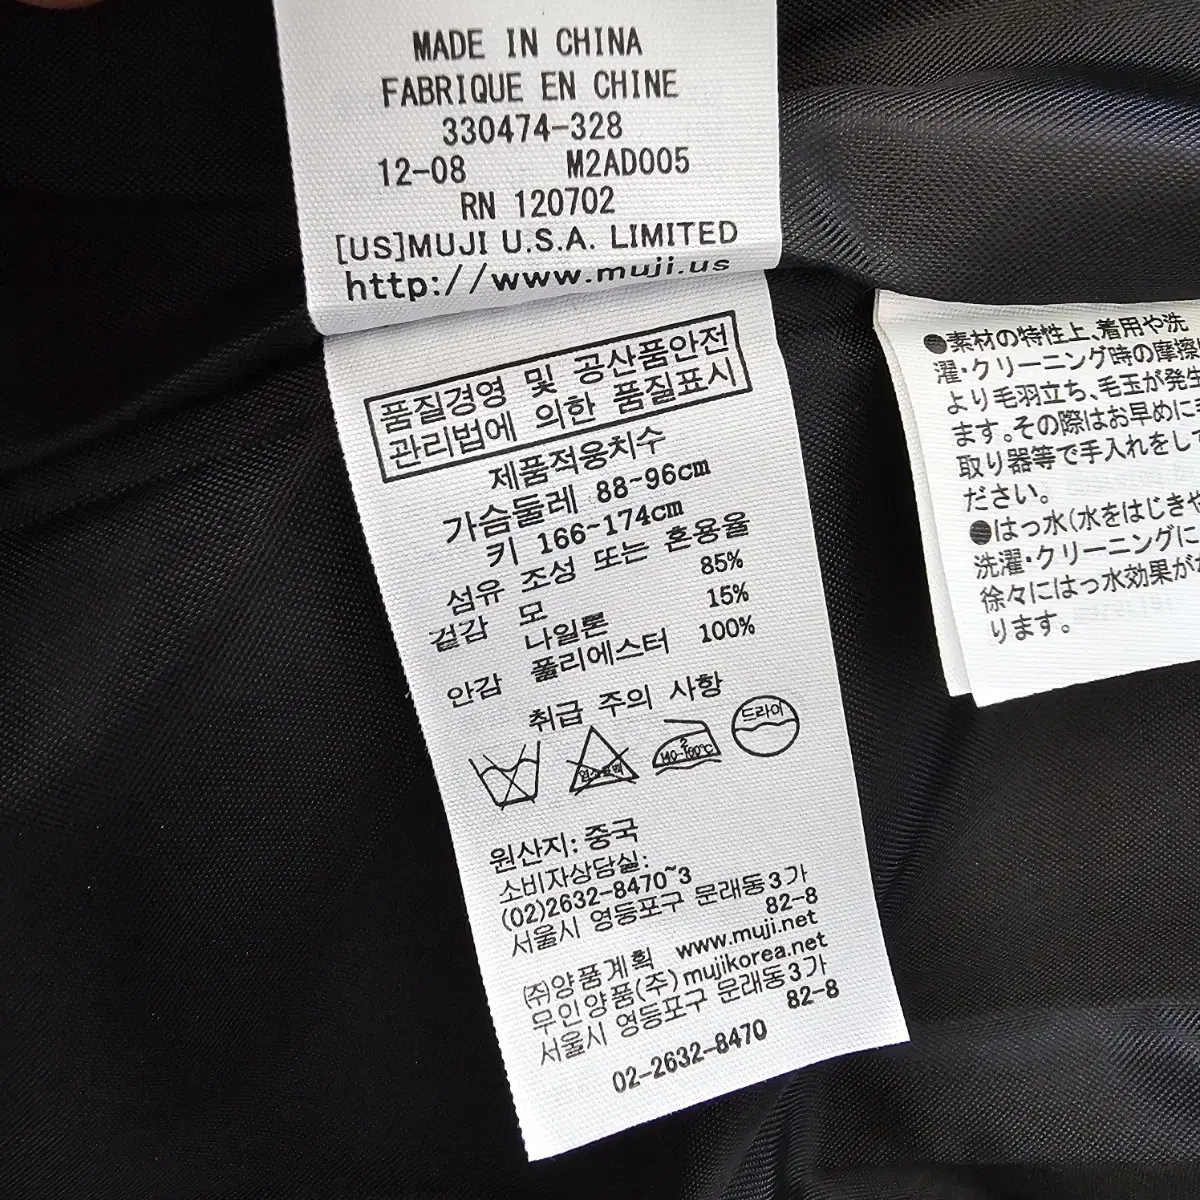 MADE IN CHINA
FABRIQUE EN CHINE
330474-328
12-08 M2AD005
RN 120702
[US]MUJI U.S.A. LIMITED
http://www.muji.us
품질경영 및 공산품안전
관리법에 의한 품질표시
제품적용치수
가슴둘레 88-96cm
키 166~174cm
섬유 조성 또는 혼용율
겉감 모 85%
나일론 15%
안감 폴리에스터 100%
취급 주의 사항
염소표백
2
140-160℃
드라이
원산지: 중국
소비자상담실:
(02)2632-8470~3
서울시 영등포구 문래동3가
82-8
㈜양품계획 www.muji.net
무인양품(주) mujikorea.net
서울시 영등포구 문래동3가
82-8
02-2632-8470
●素材の特性上、着用や洗
濯・クリーニング時の摩擦
より毛羽立ち、毛玉が発生
ます。その際はお早めに
取り器等で手入れをして
ださい。
●はっ水(水をはじきや
洗濯・クリーニングに
徐々にはっ水効果が
ります。